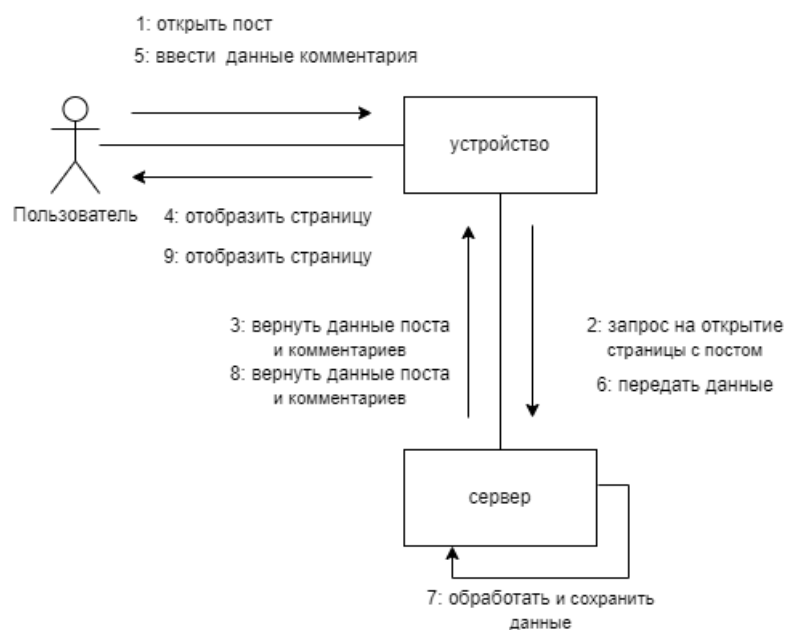 1: открыть пост
5: ввести данные комментария
устройство
Пользователь
4: отобразить страницу
9: отобразить страницу
3: вернуть данные поста
и комментариев
8: вернуть данные поста
и комментариев
2: запрос на открытие
страницы с постом
6: передать данные
сервер
7: обработать и сохранить
данные